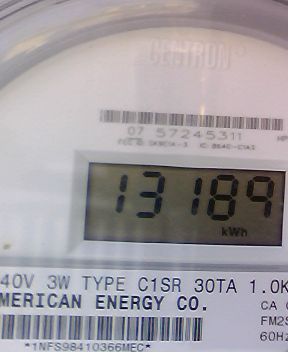 CENTRON
07 57245311 HP
13189
kWh
40V 3W TYPE C1SR 30TA 1.0K
MERICAN ENERGY CO.
CA
FM2S
60Hz
*1NFS98410366MEC*